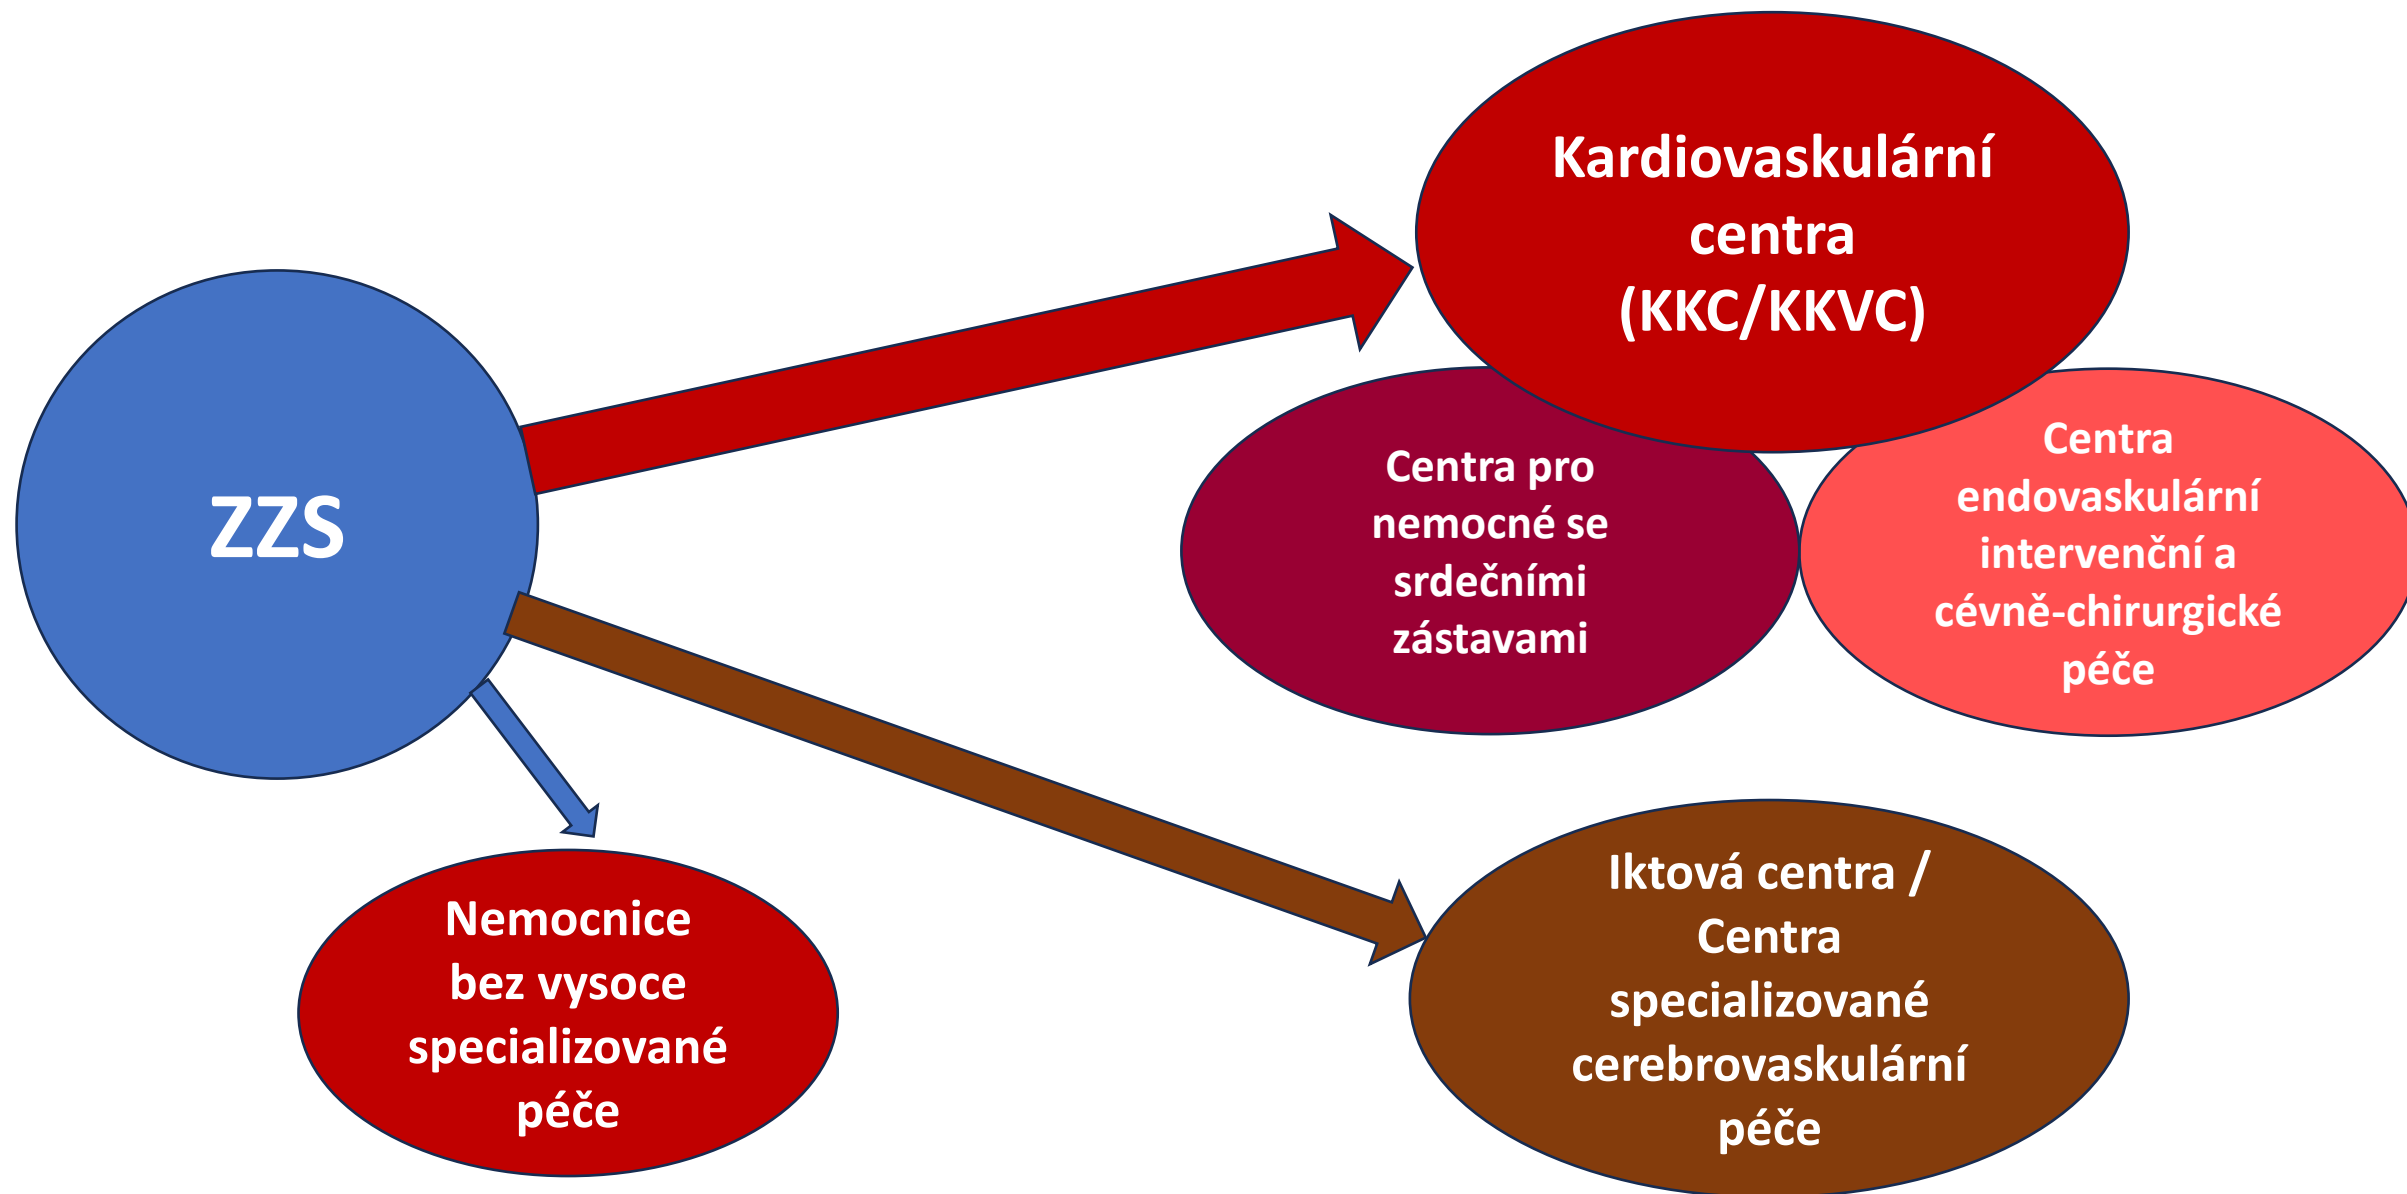 ZZS
Kardiovaskulární
centra
(KKC/KKVC)
Centra pro
nemocné se
srdečními
zástavami
Centra
endovaskulární
intervenční a
cévně-chirurgické
péče
Nemocnice
bez vysoce
specializované
péče
Iktová centra /
Centra
specializované
cerebrovaskulární
péče